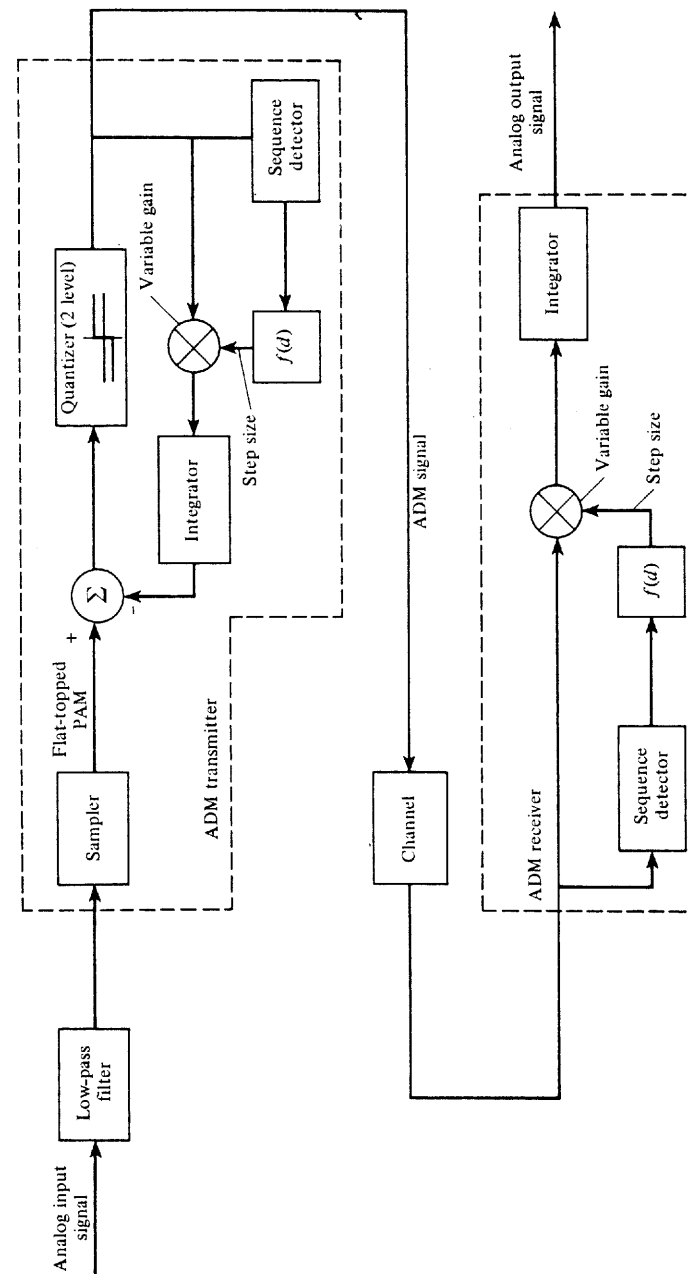 Analog input
signal
Low-pass
filter
Sampler
Flat-topped
PAM
+
Σ
−
Quantizer (2 level)
Integrator
Variable gain
Step size
f(d)
Sequence
detector
ADM transmitter
ADM signal
Channel
ADM receiver
Sequence
detector
f(d)
Step size
Variable gain
Integrator
Analog output
signal